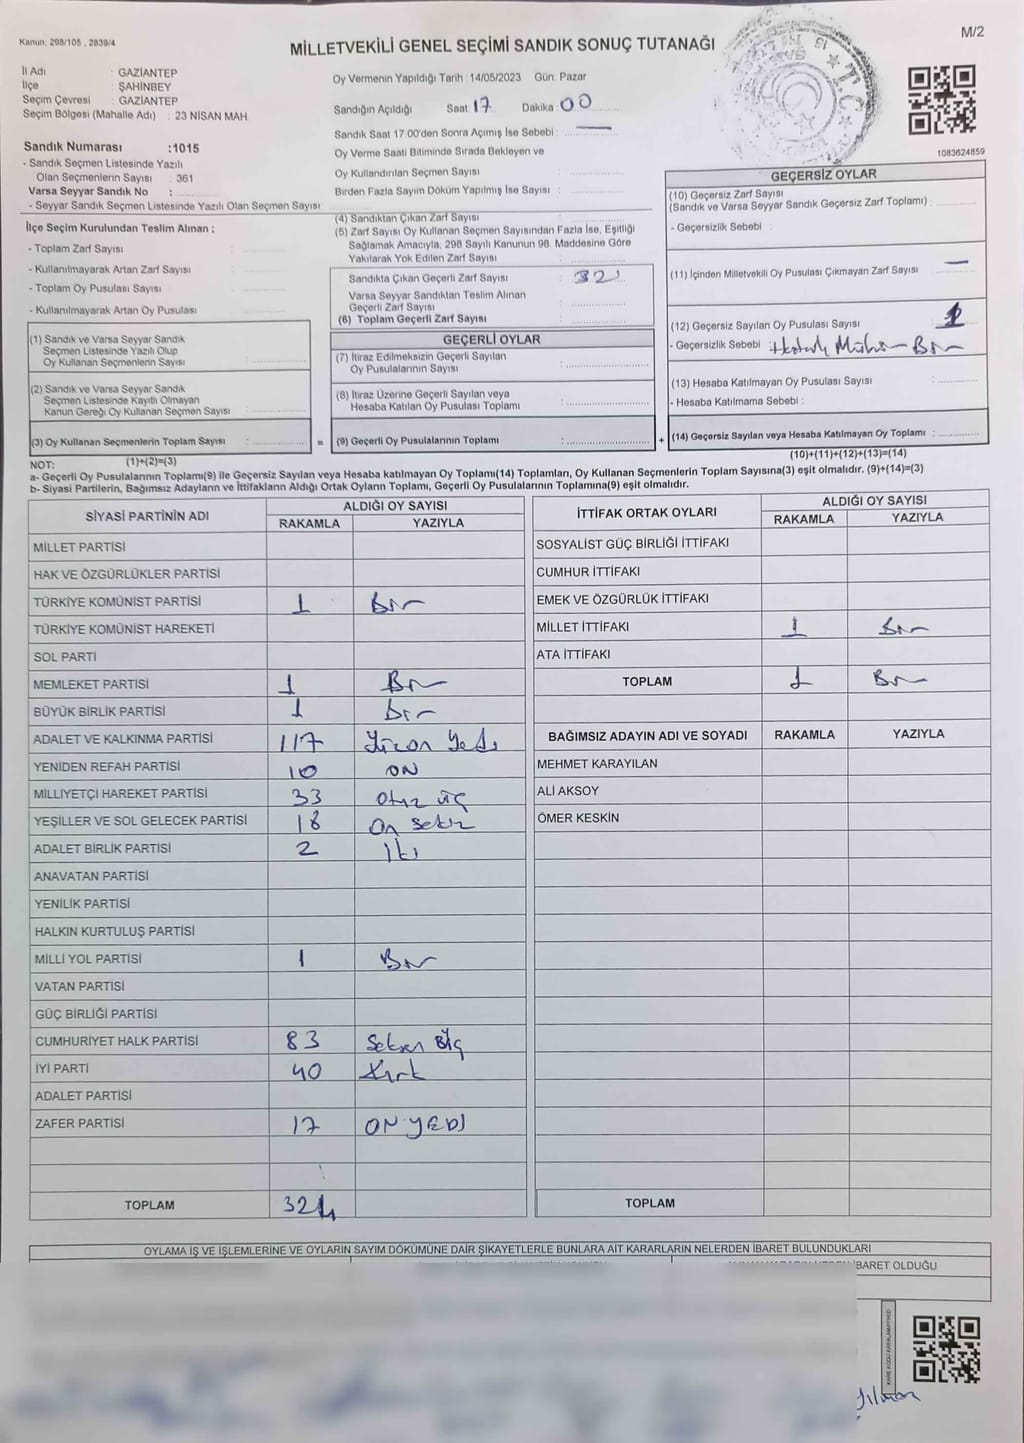 Kanun: 298/105 , 2839/4
M/2
MİLLETVEKİLİ GENEL SEÇİMİ SANDIK SONUÇ TUTANAĞI
İl Adı : GAZİANTEP
İlçe : ŞAHİNBEY
Seçim Çevresi : GAZİANTEP
Seçim Bölgesi (Mahalle Adı) : 23 NİSAN MAH.
Oy Vermenin Yapıldığı Tarih :14/05/2023 Gün: Pazar
Sandığın Açıldığı Saat: 17 Dakika: 00
Sandık Saat 17:00'den Sonra Açımış İse Sebebi : —
Oy Verme Saati Bitiminde Sırada Bekleyen ve
Oy Kullandırılan Seçmen Sayısı :
Birden Fazla Sayım Döküm Yapılmış İse Sayısı :
1083624859
Sandık Numarası :1015
- Sandık Seçmen Listesinde Yazılı
Olan Seçmenlerin Sayısı : 361
Varsa Seyyar Sandık No :
- Seyyar Sandık Seçmen Listesinde Yazılı Olan Seçmen Sayısı :
İlçe Seçim Kurulundan Teslim Alınan ;
- Toplam Zarf Sayısı
- Kullanılmayarak Artan Zarf Sayısı
- Toplam Oy Pusulası Sayısı
- Kullanılmayarak Artan Oy Pusulası
(4) Sandıktan Çıkan Zarf Sayısı :
(5) Zarf Sayısı Oy Kullanan Seçmen Sayısından Fazla İse, Eşitliği
Sağlamak Amacıyla, 298 Sayılı Kanunun 98. Maddesine Göre
Yakılarak Yok Edilen Zarf Sayısı :
Sandıkta Çıkan Geçerli Zarf Sayısı :
Varsa Seyyar Sandıktan Teslim Alınan
Geçerli Zarf Sayısı :
(6) Toplam Geçerli Zarf Sayısı :
GEÇERSİZ OYLAR
(10) Geçersiz Zarf Sayısı
(Sandık ve Varsa Seyyar Sandık Geçersiz Zarf Toplamı) :
- Geçersizlik Sebebi :
(11) İçinden Milletvekili Oy Pusulası Çıkmayan Zarf Sayısı : —
(12) Geçersiz Sayılan Oy Pusulası Sayısı : 1
- Geçersizlik Sebebi : Hatalı Mühür Bir
(13) Hesaba Katılmayan Oy Pusulası Sayısı :
- Hesaba Katılmama Sebebi :
(14) Geçersiz Sayılan veya Hesaba Katılmayan Oy Toplamı :
(10)+(11)+(12)+(13)=(14)
(1) Sandık ve Varsa Seyyar Sandık
Seçmen Listesinde Yazılı Olup
Oy Kullanan Seçmenlerin Sayısı :
(2) Sandık ve Varsa Seyyar Sandık
Seçmen Listesinde Kayıtlı Olmayan
Kanun Gereği Oy Kullanan Seçmen Sayısı :
(3) Oy Kullanan Seçmenlerin Toplam Sayısı : =
GEÇERLİ OYLAR
(7) İtiraz Edilmeksizin Geçerli Sayılan
Oy Pusulalarının Sayısı :
(8) İtiraz Üzerine Geçerli Sayılan veya
Hesaba Katılan Oy Pusulası Toplamı :
(9) Geçerli Oy Pusulalarının Toplamı : +
NOT: (1)+(2)=(3)
a- Geçerli Oy Pusulalarının Toplamı(9) ile Geçersiz Sayılan veya Hesaba katılmayan Oy Toplamı(14) Toplamları, Oy Kullanan Seçmenlerin Toplam Sayısına(3) eşit olmalıdır. (9)+(14)=(3)
b- Siyasi Partilerin, Bağımsız Adayların ve İttifakların Aldığı Ortak Oyların Toplamı, Geçerli Oy Pusulalarının Toplamına(9) eşit olmalıdır.
SİYASİ PARTİNİN ADI ALDIĞI OY SAYISI
RAKAMLA YAZIYLA
MİLLET PARTİSİ
HAK VE ÖZGÜRLÜKLER PARTİSİ
TÜRKİYE KOMÜNİST PARTİSİ 1 Bir
TÜRKİYE KOMÜNİST HAREKETİ
SOL PARTİ
MEMLEKET PARTİSİ 1 Bir
BÜYÜK BİRLİK PARTİSİ 1 Bir
ADALET VE KALKINMA PARTİSİ 117 Yüzon Yedi
YENİDEN REFAH PARTİSİ 10 ON
MİLLİYETÇİ HAREKET PARTİSİ 33 Otuz üç
YEŞİLLER VE SOL GELECEK PARTİSİ 18 On Sekiz
ADALET BİRLİK PARTİSİ 2 İki
ANAVATAN PARTİSİ
YENİLİK PARTİSİ
HALKIN KURTULUŞ PARTİSİ
MİLLİ YOL PARTİSİ 1 Bir
VATAN PARTİSİ
GÜÇ BİRLİĞİ PARTİSİ
CUMHURİYET HALK PARTİSİ 83 Seksen Üç
İYİ PARTİ 40 Kırk
ADALET PARTİSİ
ZAFER PARTİSİ 17 ON YEDİ
TOPLAM 324
İTTİFAK ORTAK OYLARI ALDIĞI OY SAYISI
RAKAMLA YAZIYLA
SOSYALİST GÜÇ BİRLİĞİ İTTİFAKI
CUMHUR İTTİFAKI
EMEK VE ÖZGÜRLÜK İTTİFAKI
MİLLET İTTİFAKI 1 Bir
ATA İTTİFAKI
TOPLAM 1 Bir
BAĞIMSIZ ADAYIN ADI VE SOYADI RAKAMLA YAZIYLA
MEHMET KARAYILAN
ALİ AKSOY
ÖMER KESKİN
TOPLAM
OYLAMA İŞ VE İŞLEMLERİNE VE OYLARIN SAYIM DÖKÜMÜNE DAİR ŞİKAYETLERLE BUNLARA AİT KARARLARIN NELERDEN İBARET BULUNDUKLARI
İBARET OLDUĞU
KARE KODU KARALAMAYINIZ